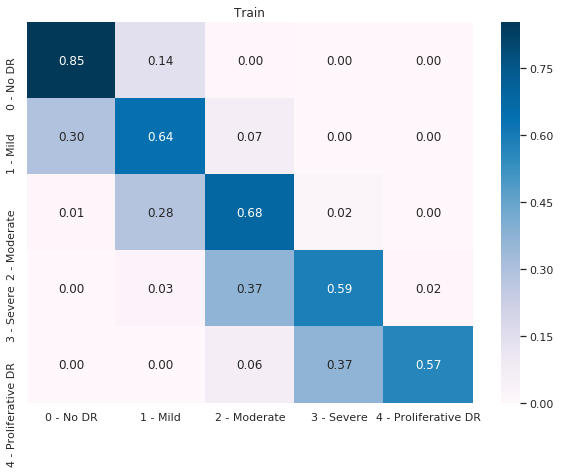 Train
0 - No DR
0.85 0.14 0.00 0.00 0.00
1 - Mild
0.30 0.64 0.07 0.00 0.00
2 - Moderate
0.01 0.28 0.68 0.02 0.00
3 - Severe
0.00 0.03 0.37 0.59 0.02
4 - Proliferative DR
0.00 0.00 0.06 0.37 0.57
0 - No DR 1 - Mild 2 - Moderate 3 - Severe 4 - Proliferative DR
0.75
0.60
0.45
0.30
0.15
0.00